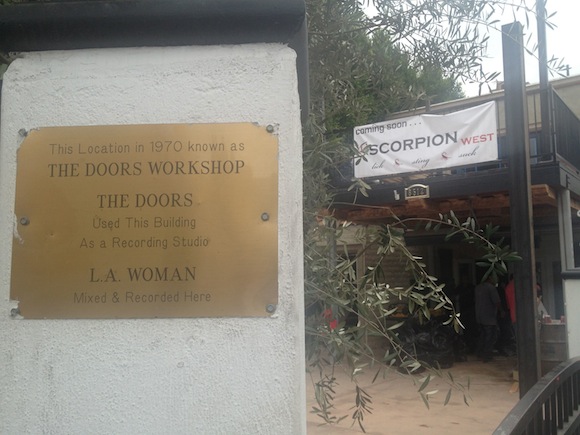 This Location in 1970 known as
THE DOORS WORKSHOP
THE DOORS
Used This Building
As a Recording Studio
L.A. WOMAN
Mixed & Recorded Here
coming soon . . .
SCORPION WEST